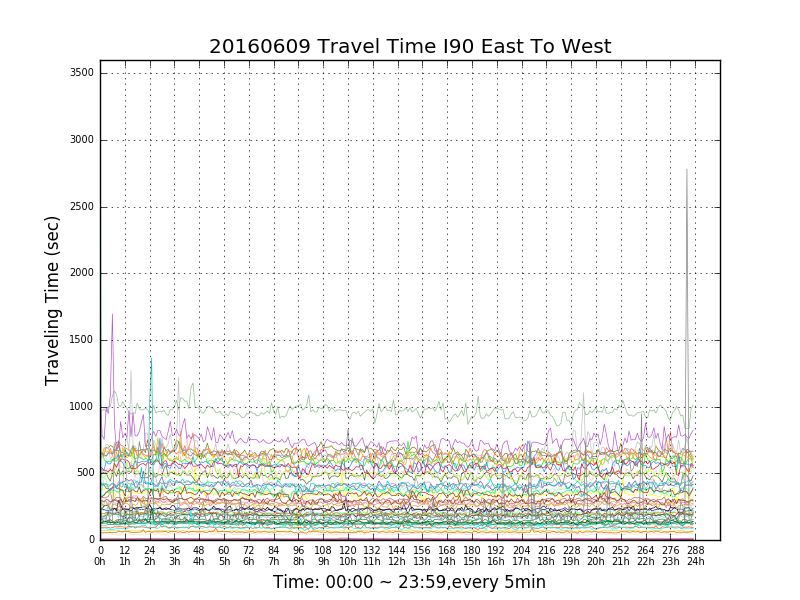 20160609 Travel Time I90 East To West
3500
3000
2500
2000
1500
1000
500
0
Traveling Time (sec)
0 12 24 36 48 60 72 84 96 108 120 132 144 156 168 180 192 204 216 228 240 252 264 276 288
0h 1h 2h 3h 4h 5h 6h 7h 8h 9h 10h 11h 12h 13h 14h 15h 16h 17h 18h 19h 20h 21h 22h 23h 24h
Time: 00:00 ~ 23:59,every 5min